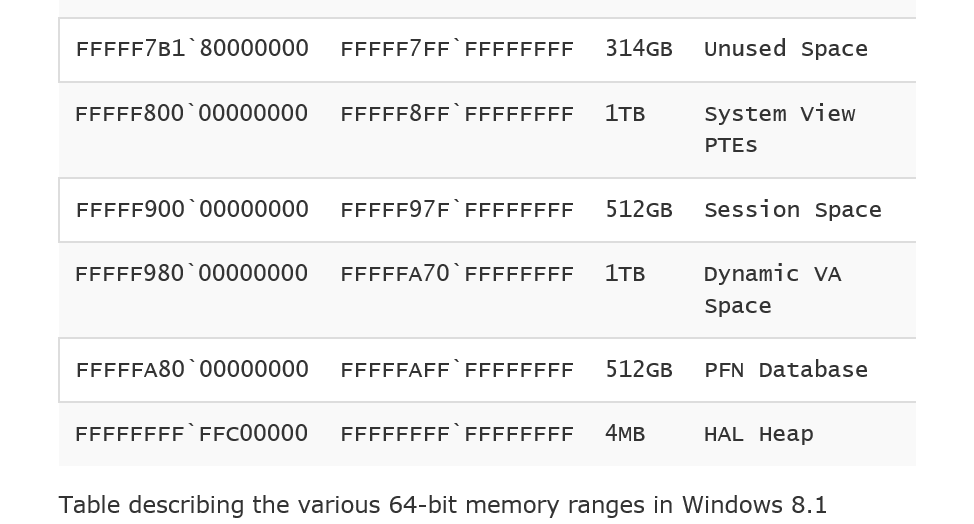 FFFFF7B1`80000000 FFFFF7FF`FFFFFFFF 314GB Unused Space
FFFFF800`00000000 FFFFF8FF`FFFFFFFF 1TB System View
PTEs
FFFFF900`00000000 FFFFF97F`FFFFFFFF 512GB Session Space
FFFFF980`00000000 FFFFFA70`FFFFFFFF 1TB Dynamic VA
Space
FFFFFA80`00000000 FFFFFAFF`FFFFFFFF 512GB PFN Database
FFFFFFFF`FFC00000 FFFFFFFF`FFFFFFFF 4MB HAL Heap
Table describing the various 64-bit memory ranges in Windows 8.1